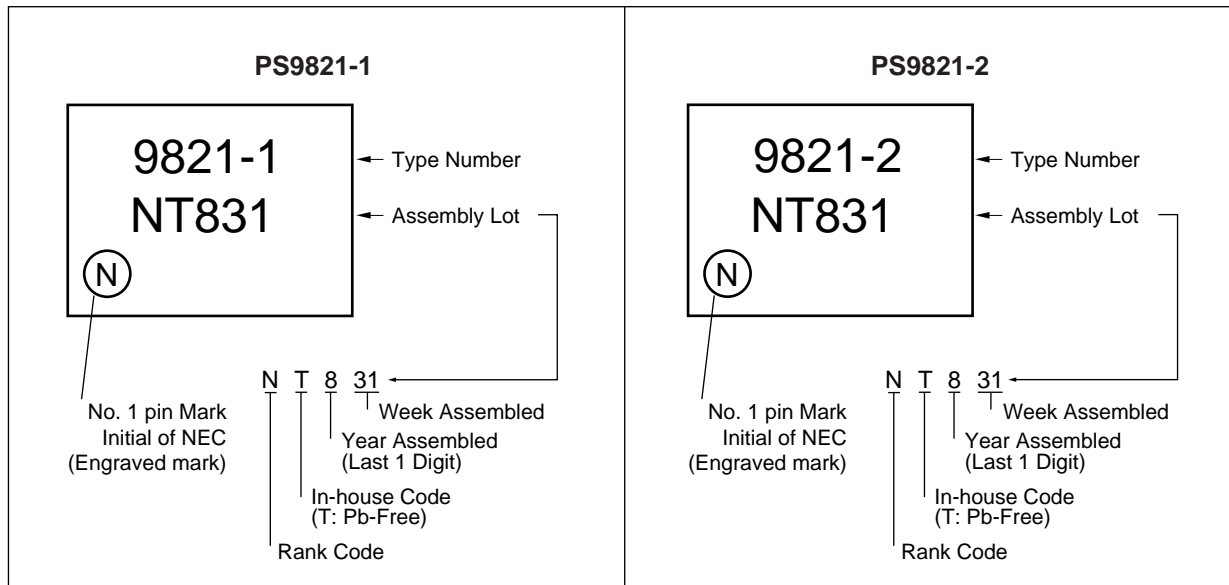 PS9821-1
9821-1
Type Number
NT831
Assembly Lot
N
N T 8 31
No. 1 pin Mark
Initial of NEC
(Engraved mark)
Week Assembled
Year Assembled
(Last 1 Digit)
In-house Code
(T: Pb-Free)
Rank Code
PS9821-2
9821-2
Type Number
NT831
Assembly Lot
N
N T 8 31
No. 1 pin Mark
Initial of NEC
(Engraved mark)
Week Assembled
Year Assembled
(Last 1 Digit)
In-house Code
(T: Pb-Free)
Rank Code